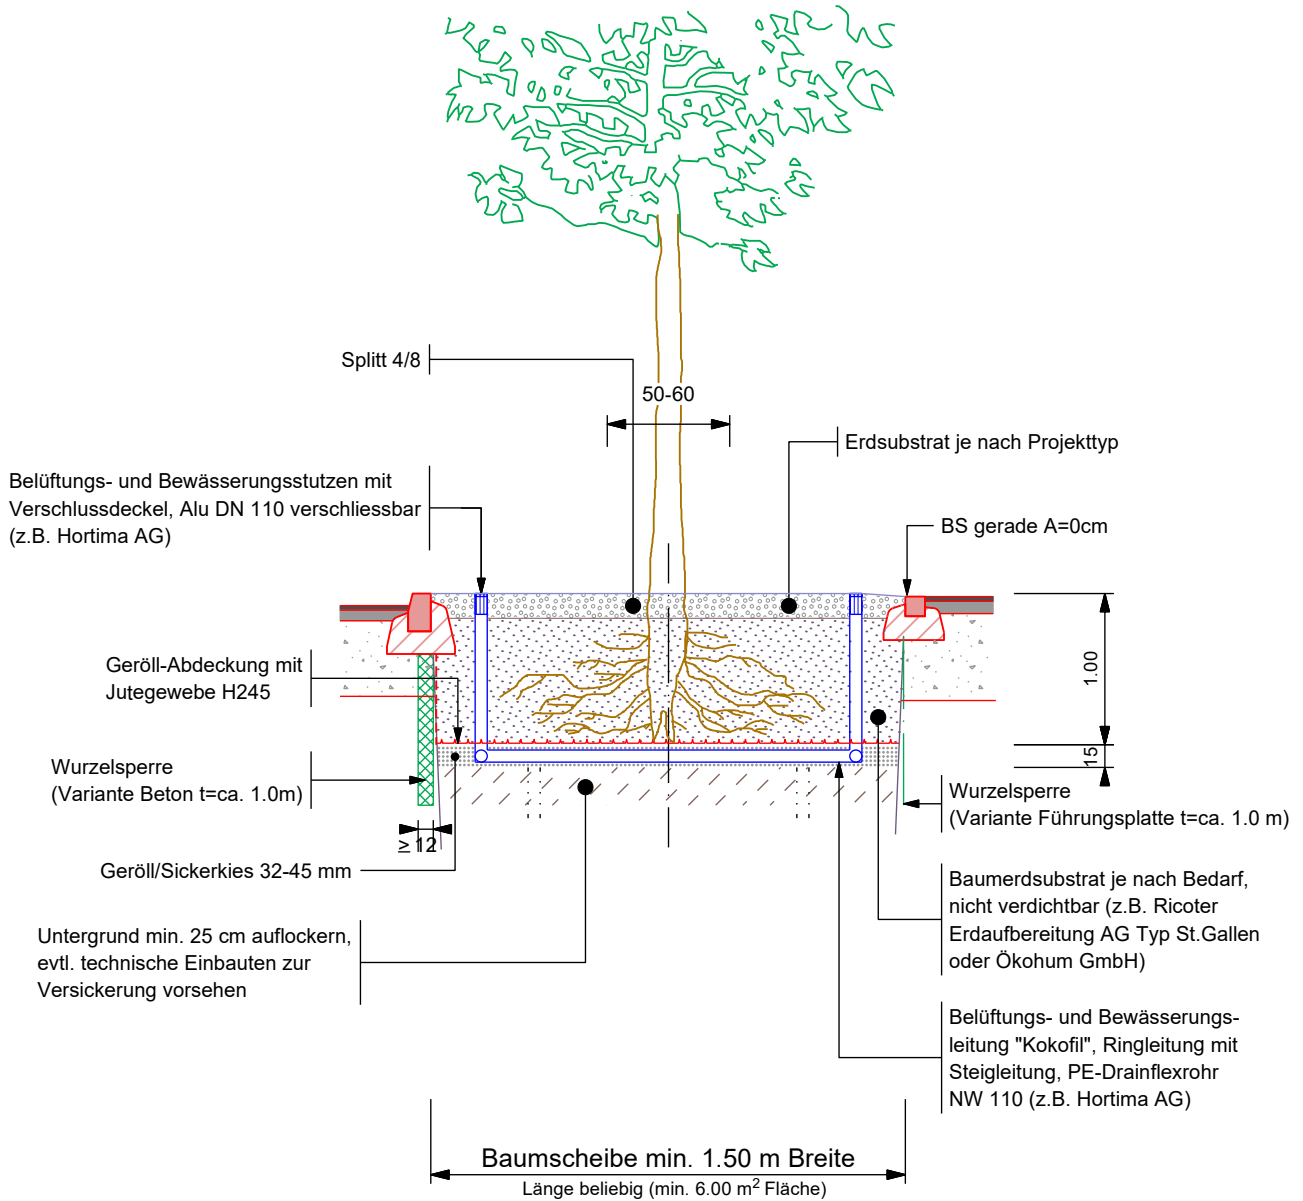 Splitt 4/8
50-60
Erdsubstrat je nach Projekttyp
Belüftungs- und Bewässerungsstutzen mit
Verschlussdeckel, Alu DN 110 verschliessbar
(z.B. Hortima AG)
BS gerade A=0cm
Geröll-Abdeckung mit
Jutegewebe H245
1.00
15
Wurzelsperre
(Variante Beton t=ca. 1.0m)
Wurzelsperre
(Variante Führungsplatte t=ca. 1.0 m)
≥ 12
Geröll/Sickerkies 32-45 mm
Baumerdsubstrat je nach Bedarf,
nicht verdichtbar (z.B. Ricoter
Erdaufbereitung AG Typ St.Gallen
oder Ökohum GmbH)
Untergrund min. 25 cm auflockern,
evtl. technische Einbauten zur
Versickerung vorsehen
Belüftungs- und Bewässerungs-
leitung "Kokofil", Ringleitung mit
Steigleitung, PE-Drainflexrohr
NW 110 (z.B. Hortima AG)
Baumscheibe min. 1.50 m Breite
Länge beliebig (min. 6.00 m² Fläche)